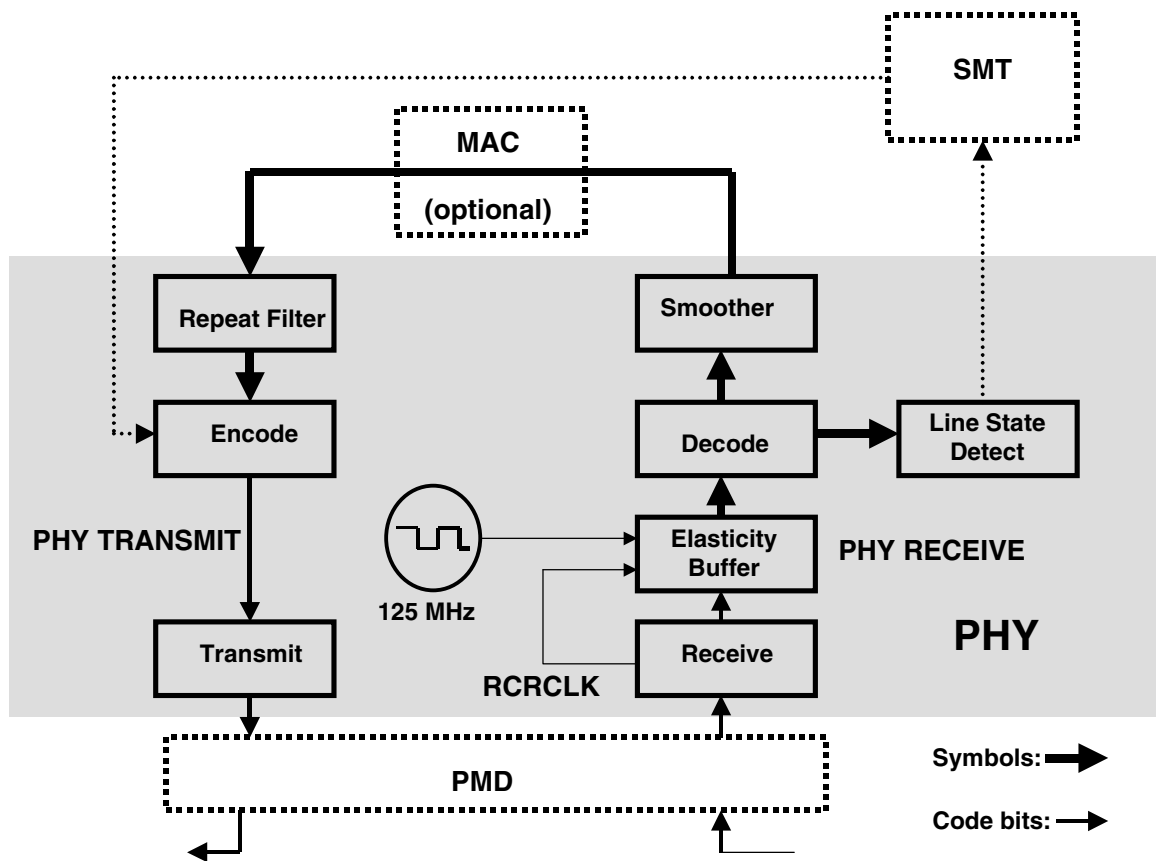 SMT
MAC
(optional)
Repeat Filter
Smoother
Encode
Decode
Line State
Detect
PHY TRANSMIT
Elasticity
Buffer
PHY RECEIVE
125 MHz
Transmit
Receive
PHY
RCRCLK
PMD
Symbols:
Code bits: